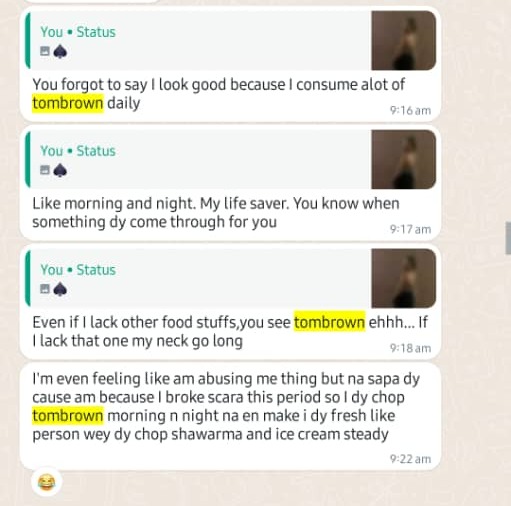 You • Status
♠
You forgot to say I look good because I consume alot of
tombrown daily
9:16 am
You • Status
♠
Like morning and night. My life saver. You know when
something dy come through for you
9:17 am
You • Status
♠
Even if I lack other food stuffs,you see tombrown ehhh... If
I lack that one my neck go long
9:18 am
I'm even feeling like am abusing me thing but na sapa dy
cause am because I broke scara this period so I dy chop
tombrown morning n night na en make i dy fresh like
person wey dy chop shawarma and ice cream steady
9:22 am
😂